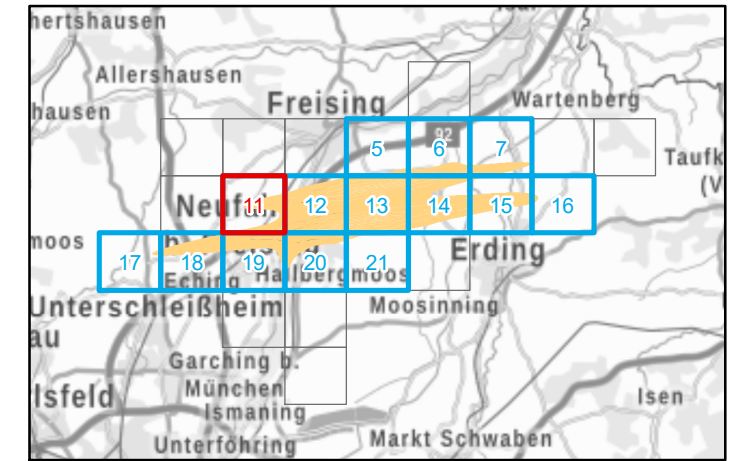 hertshausen
Allershausen
hausen
Freising
Wartenberg
92
5
6
7
Taufk
(V
11
12
13
14
15
16
moos
17
18
19
20
21
Erding
Eching
Hallbergmoos
Unterschleißheim
Moosinning
au
Garching b.
München
lsfeld
Ismaning
Isen
Unterföhring
Markt Schwaben